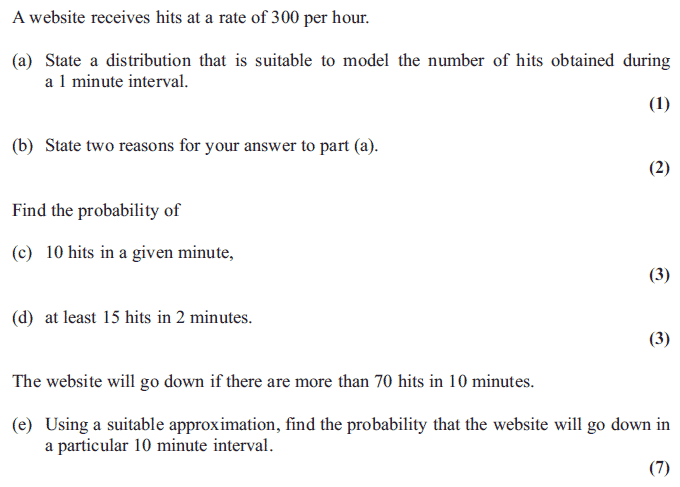 A website receives hits at a rate of 300 per hour.
(a) State a distribution that is suitable to model the number of hits obtained during
a 1 minute interval.
(1)
(b) State two reasons for your answer to part (a).
(2)
Find the probability of
(c) 10 hits in a given minute,
(3)
(d) at least 15 hits in 2 minutes.
(3)
The website will go down if there are more than 70 hits in 10 minutes.
(e) Using a suitable approximation, find the probability that the website will go down in
a particular 10 minute interval.
(7)